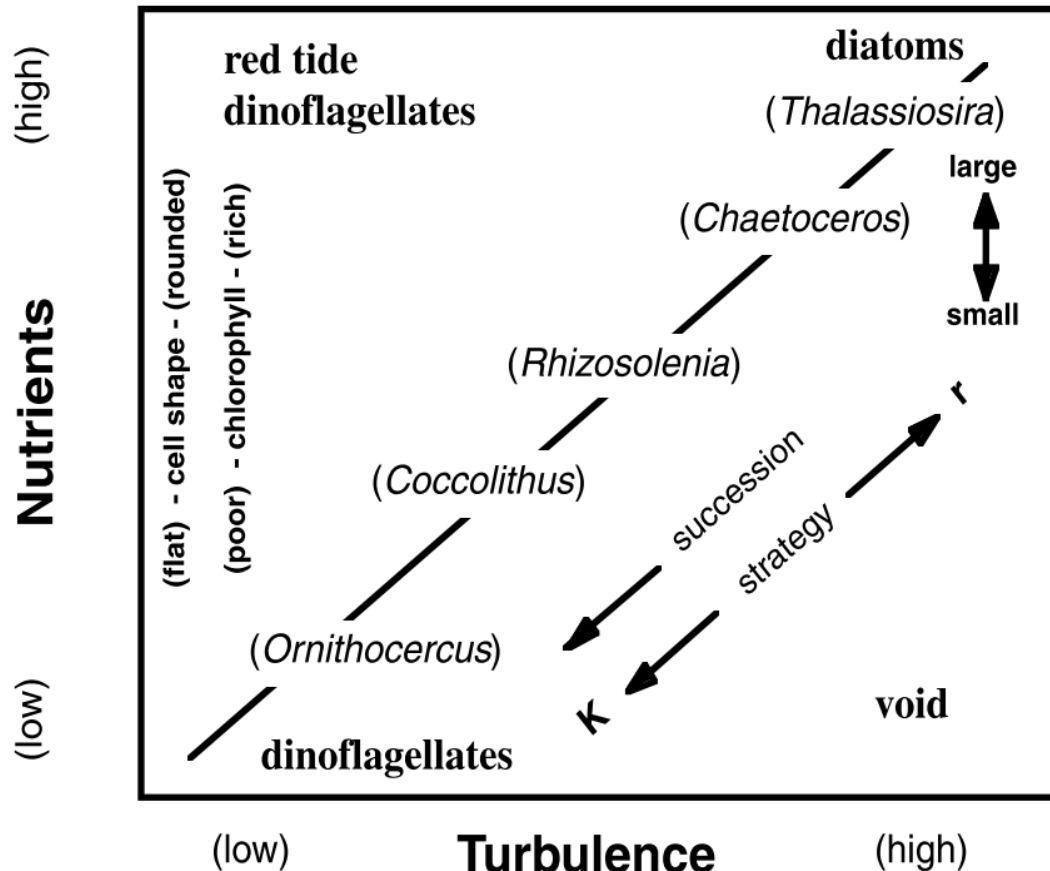 (high)
Nutrients
(low)
red tide
dinoflagellates
diatoms
(Thalassiosira)
large
small
(Chaetoceros)
(flat) - cell shape - (rounded)
(poor) - chlorophyll - (rich)
(Rhizosolenia)
(Coccolithus)
(Ornithocercus)
succession
r
strategy
K
void
dinoflagellates
(low)
Turbulence
(high)